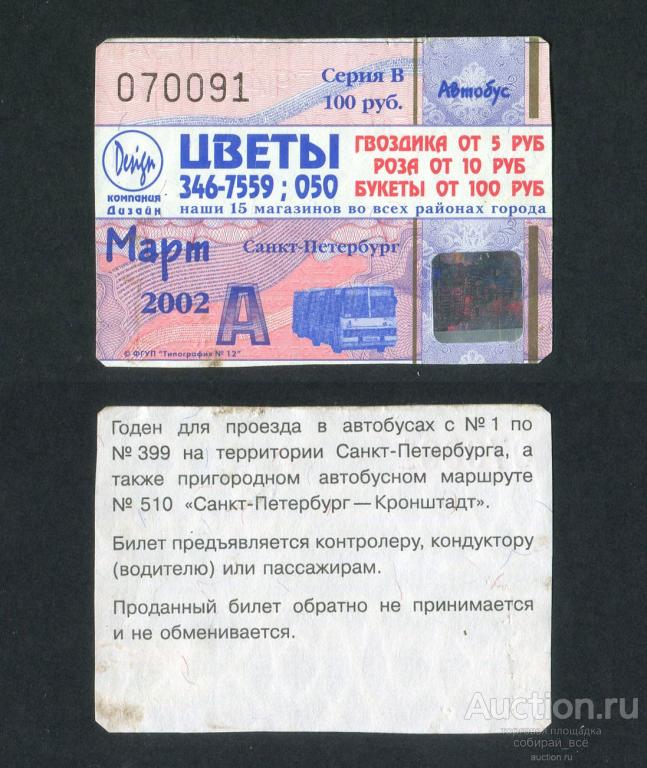 070091
Серия В
100 руб.
Автобус
Design
компания
Дизайн
ЦВЕТЫ
346-7559 ; 050
ГВОЗДИКА ОТ 5 РУБ
РОЗА ОТ 10 РУБ
БУКЕТЫ ОТ 100 РУБ
наши 15 магазинов во всех районах города
Март
Санкт-Петербург
2002
А
© ФГУП "Типография № 12"
Годен для проезда в автобусах с № 1 по
№ 399 на территории Санкт-Петербурга, а
также пригородном автобусном маршруте
№ 510 «Санкт-Петербург — Кронштадт».
Билет предъявляется контролеру, кондуктору
(водителю) или пассажирам.
Проданный билет обратно не принимается
и не обменивается.
Auction.ru
торговая площадка
собирай_всё
auction.ru